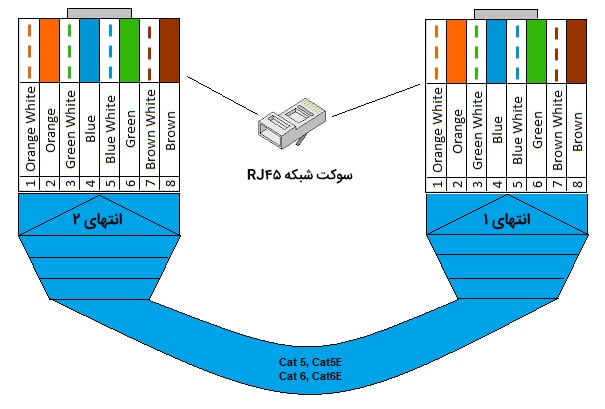 1 Orange White
2 Orange
3 Green White
4 Blue
5 Blue White
6 Green
7 Brown White
8 Brown
انتهای ۲
سوکت شبکه RJ۴۵
1 Orange White
2 Orange
3 Green White
4 Blue
5 Blue White
6 Green
7 Brown White
8 Brown
انتهای ۱
Cat 5, Cat5E
Cat 6, Cat6E